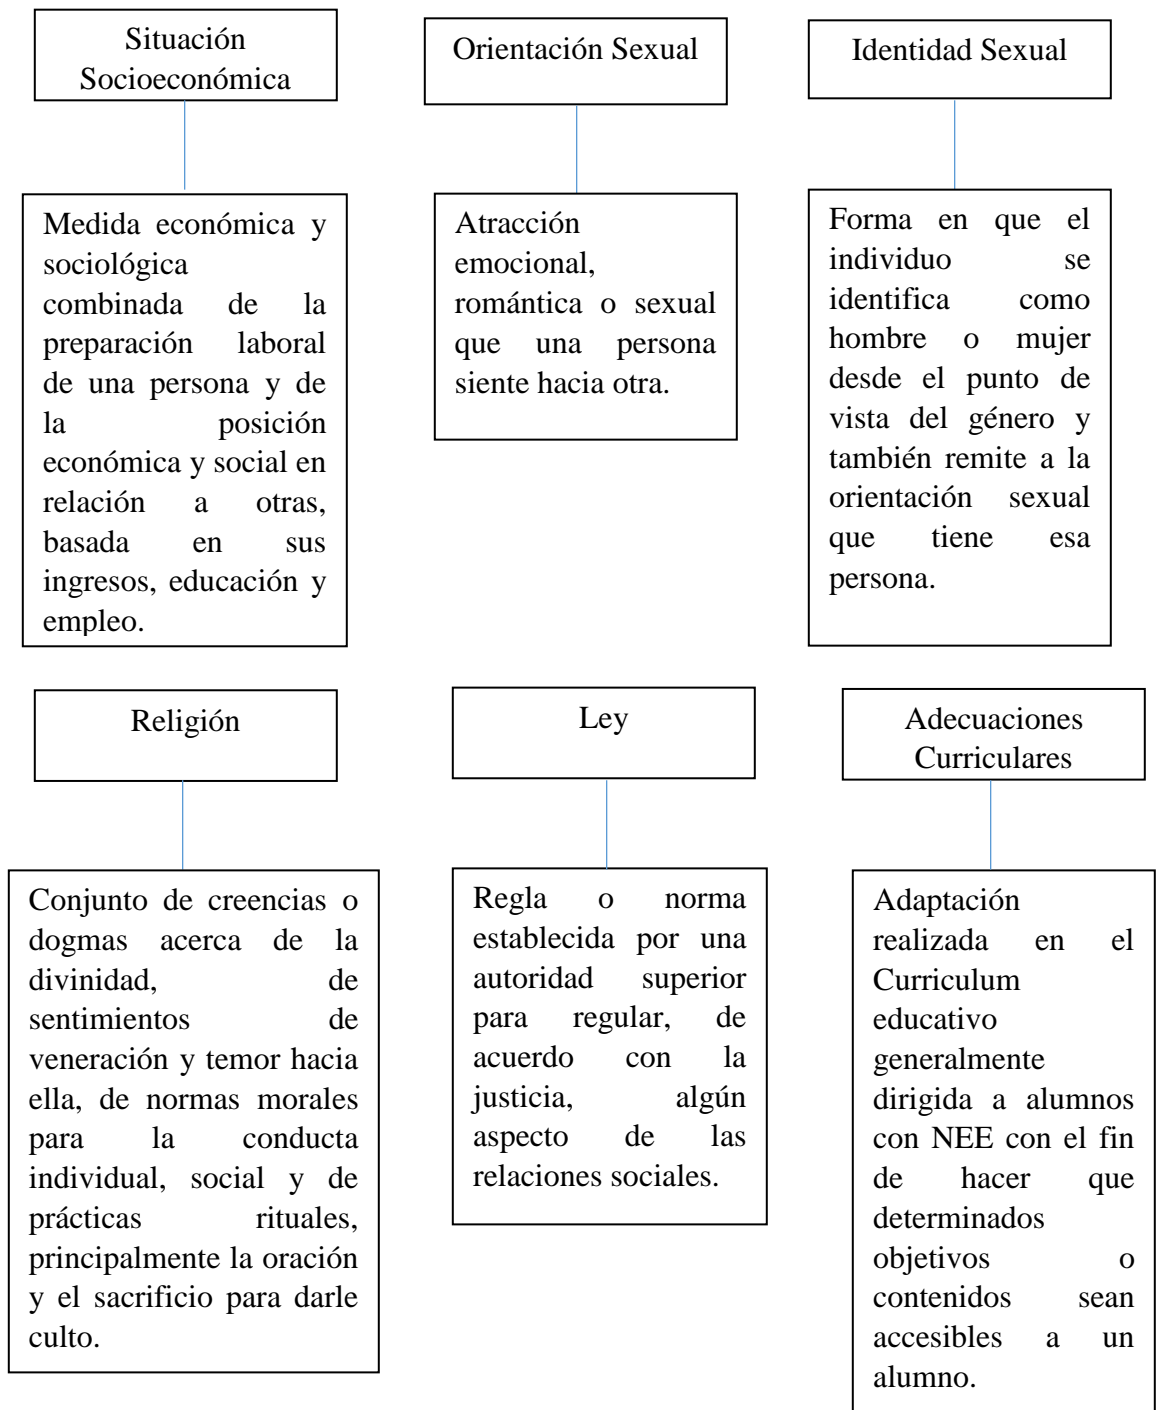 Situación
Socioeconómica
Orientación Sexual
Identidad Sexual
Medida económica y
sociológica
combinada de la
preparación laboral
de una persona y de
la posición
económica y social en
relación a otras,
basada en sus
ingresos, educación y
empleo.
Atracción
emocional,
romántica o sexual
que una persona
siente hacia otra.
Forma en que el
individuo se
identifica como
hombre o mujer
desde el punto de
vista del género y
también remite a la
orientación sexual
que tiene esa
persona.
Religión
Ley
Adecuaciones
Curriculares
Conjunto de creencias o
dogmas acerca de la
divinidad, de
sentimientos de
veneración y temor hacia
ella, de normas morales
para la conducta
individual, social y de
prácticas rituales,
principalmente la oración
y el sacrificio para darle
culto.
Regla o norma
establecida por una
autoridad superior
para regular, de
acuerdo con la
justicia, algún
aspecto de las
relaciones sociales.
Adaptación
realizada en el
Curriculum
educativo
generalmente
dirigida a alumnos
con NEE con el fin
de hacer que
determinados
objetivos o
contenidos sean
accesibles a un
alumno.